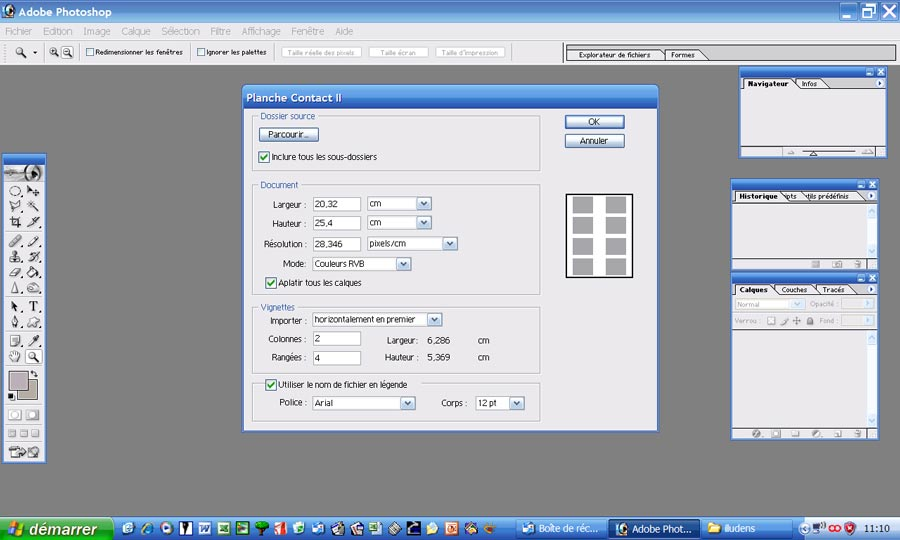 Adobe Photoshop
Fichier Edition Image Calque Sélection Filtre Affichage Fenêtre Aide
Redimensionner les fenêtres Ignorer les palettes Taille réelle des pixels Taille écran Taille d'impression Explorateur de fichiers Formes
Navigateur Infos
Planche Contact II
Dossier source
Parcourir...
Inclure tous les sous-dossiers
OK
Annuler
Document
Largeur : 20,32 cm
Hauteur : 25,4 cm
Résolution : 28,346 pixels/cm
Mode: Couleurs RVB
Aplatir tous les calques
Vignettes
Importer : horizontalement en premier
Colonnes : 2 Largeur: 6,286 cm
Rangées : 4 Hauteur : 5,369 cm
Utiliser le nom de fichier en légende
Police : Arial Corps : 12 pt
Historique ipts utils prédéfinis
Calques Couches Tracés
Normal Opacité :
Verrou : Fond :
démarrer Boîte de réc... Adobe Phot... illudens 11:10